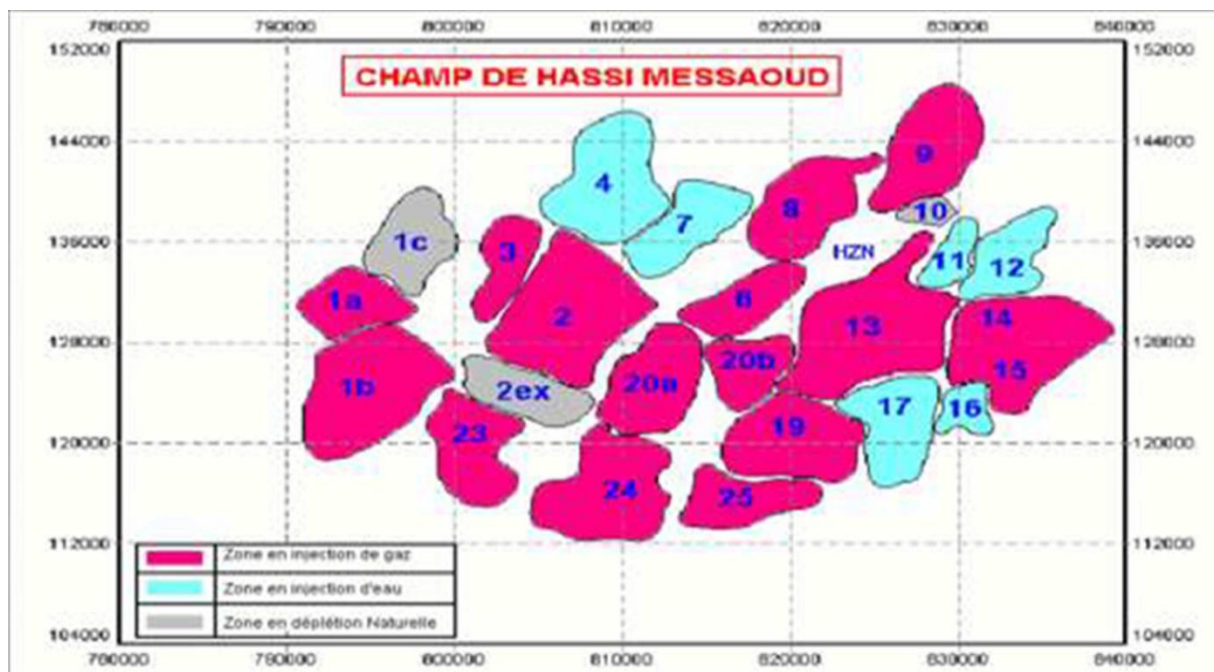 780000 790000 800000 810000 820000 830000 840000
152000 152000
CHAMP DE HASSI MESSAOUD
144000 144000
9
4
8 10
7
1c 3 136000 136000
HZN 11 12
1a 6
2 13 14
128000 128000
20b
1b 2ex 20a 15
17 16
23 19
120000 120000
24 25
112000 112000
Zone en injection de gaz
Zone en injection d'eau
Zone en déplétion Naturelle
104000 104000
780000 790000 800000 810000 820000 830000 840000